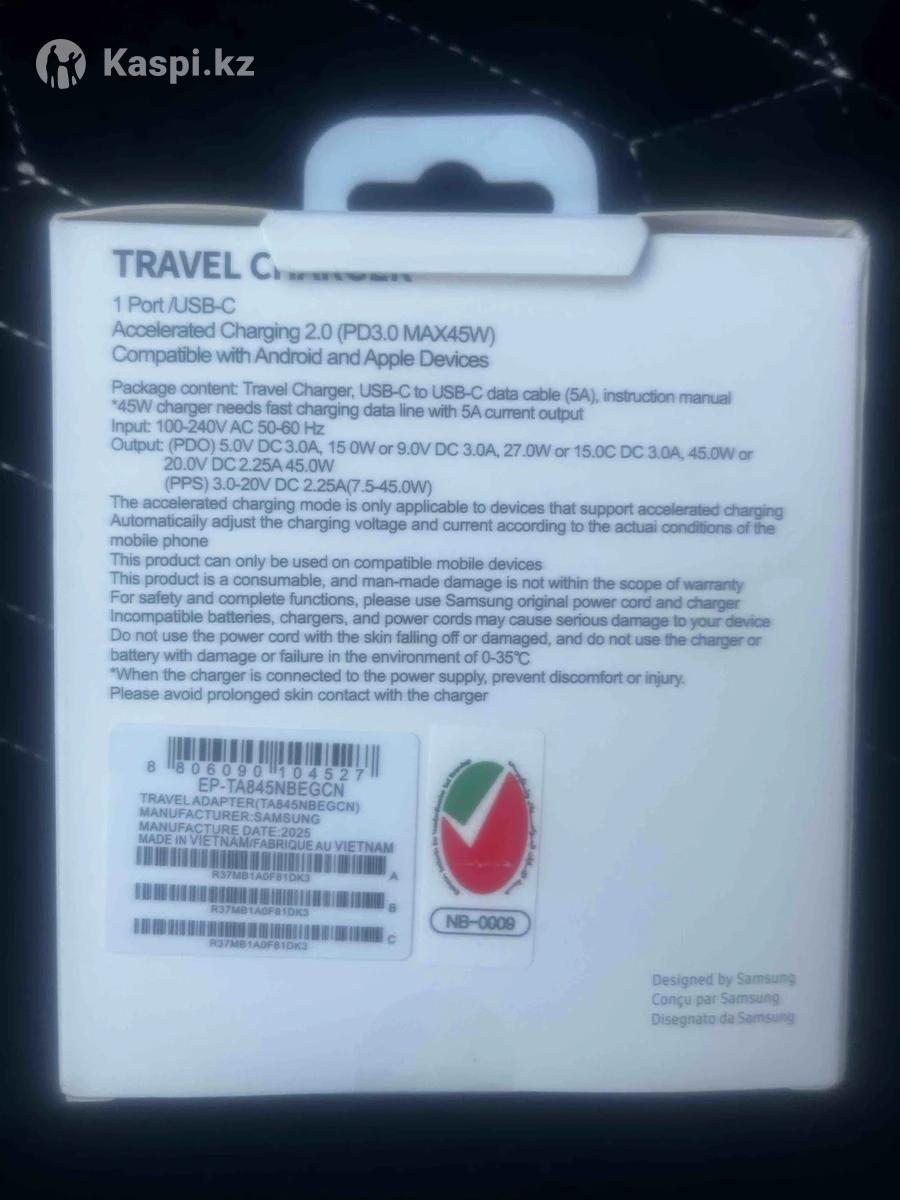 Kaspi.kz
TRAVEL CHARGER
1 Port /USB-C
Accelerated Charging 2.0 (PD3.0 MAX45W)
Compatible with Android and Apple Devices
Package content: Travel Charger, USB-C to USB-C data cable (5A), instruction manual
*45W charger needs fast charging data line with 5A current output
Input: 100-240V AC 50-60 Hz
Output: (PDO) 5.0V DC 3.0A, 15 0W or 9.0V DC 3.0A, 27.0W or 15.0C DC 3.0A, 45.0W or
20.0V DC 2.25A 45.0W
(PPS) 3.0-20V DC 2.25A(7.5-45.0W)
The accelerated charging mode is only applicable to devices that support accelerated charging
Automaticaily adjust the charging voltage and current according to the actuai conditions of the
mobile phone
This product can only be used on compatible mobile devices
This product is a consumable, and man-made damage is not within the scope of warranty
For safety and complete functions, please use Samsung original power cord and charger
Incompatible batteries, chargers, and power cords may cause serious damage to your device
Do not use the power cord with the skin falling off or damaged, and do not use the charger or
battery with damage or failure in the environment of 0-35℃
*When the charger is connected to the power supply, prevent discomfort or injury.
Please avoid prolonged skin contact with the charger
8 806090 104527
EP-TA845NBEGCN
TRAVEL ADAPTER(TA845NBEGCN)
MANUFACTURER:SAMSUNG
MANUFACTURE DATE:2025
MADE IN VIETNAM/FABRIQUE AU VIETNAM
A
R37MB1A0F81DK3
B
R37MB1A0F81DK3
C
R37MB1A0F81DK3
NB-0009
Designed by Samsung
Conçu par Samsung
Disegnato da Samsung